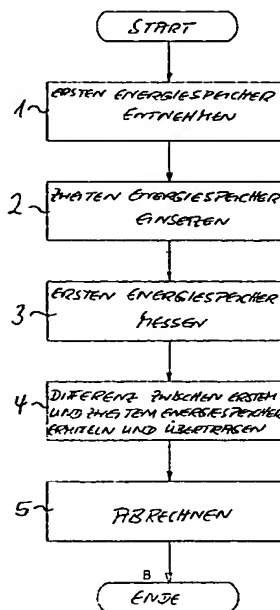 START
1
ERSTEN ENERGIESPEICHER
ENTNEHMEN
2
ZWEITEN ENERGIESPEICHER
EINSETZEN
3
ERSTEN ENERGIESPEICHER
MESSEN
4
DIFFERENZ ZWISCHEN ERSTEM
UND ZWEITEM ENERGIESPEICHER
ERMITELN UND ÜBERTRAGEN
5
ABRECHNEN
B
ENDE